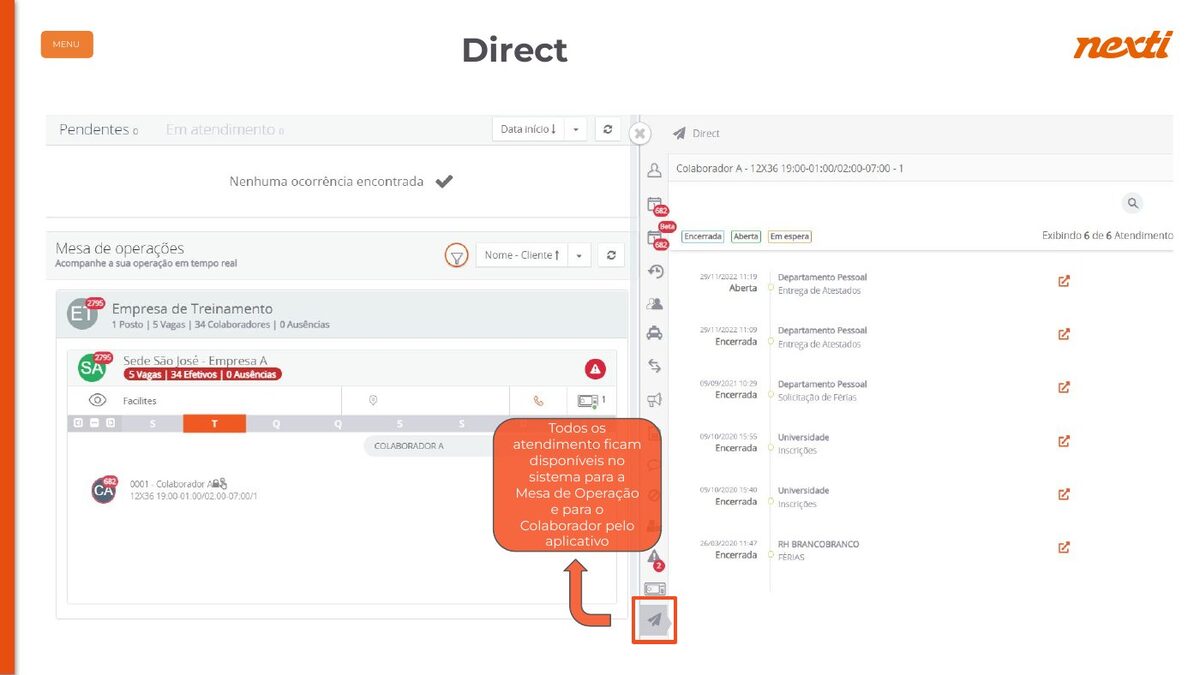 MENU
Direct
nexti
Pendentes 0
Em atendimento 0
Data início
Nenhuma ocorrência encontrada
Mesa de operações
Acompanhe a sua operação em tempo real
Nome - Cliente
ET
2795
Empresa de Treinamento
1 Posto | 5 Vagas | 34 Colaboradores | 0 Ausências
SA
2795
Sede São José - Empresa A
5 Vagas | 34 Efetivos | 0 Ausências
Facilites
1
S
T
Q
Q
S
S
COLABORADOR A
CA
682
0001 - Colaborador A
12X36 19:00-01:00/02:00-07:00/1
Todos os
atendimento ficam
disponíveis no
sistema para a
Mesa de Operação
e para o
Colaborador pelo
aplicativo
682
Beta
682
2
Direct
Colaborador A - 12X36 19:00-01:00/02:00-07:00 - 1
Encerrada
Aberta
Em espera
Exibindo 6 de 6 Atendimento
29/11/2022 11:19
Aberta
Departamento Pessoal
Entrega de Atestados
29/11/2022 11:09
Encerrada
Departamento Pessoal
Entrega de Atestados
09/09/2021 10:29
Encerrada
Departamento Pessoal
Solicitação de Férias
09/10/2020 15:55
Encerrada
Universidade
Inscrições
09/10/2020 15:40
Encerrada
Universidade
Inscrições
26/03/2020 11:47
Encerrada
RH BRANCOBRANCO
FÉRIAS